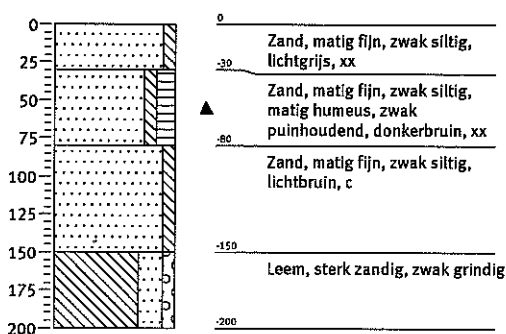 0
25
50
75
100
125
150
175
200
0
Zand, matig fijn, zwak siltig,
lichtgrijs, xx
-30
Zand, matig fijn, zwak siltig,
matig humeus, zwak
puinhoudend, donkerbruin, xx
-80
Zand, matig fijn, zwak siltig,
lichtbruin, c
-150
Leem, sterk zandig, zwak grindig
-200